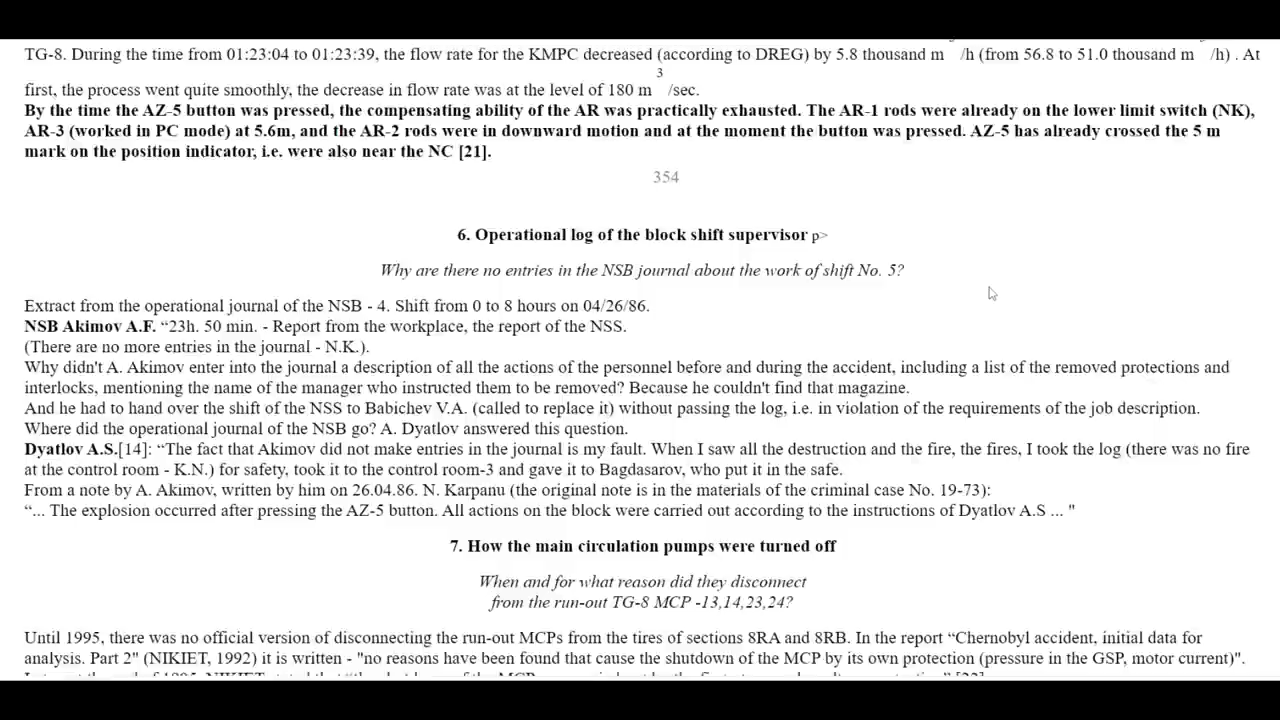 TG-8. During the time from 01:23:04 to 01:23:39, the flow rate for the KMPC decreased (according to DREG) by 5.8 thousand m /h (from 56.8 to 51.0 thousand m /h) . At
3
first, the process went quite smoothly, the decrease in flow rate was at the level of 180 m /sec.
By the time the AZ-5 button was pressed, the compensating ability of the AR was practically exhausted. The AR-1 rods were already on the lower limit switch (NK),
AR-3 (worked in PC mode) at 5.6m, and the AR-2 rods were in downward motion and at the moment the button was pressed. AZ-5 has already crossed the 5 m
mark on the position indicator, i.e. were also near the NC [21].
354
6. Operational log of the block shift supervisor p>
Why are there no entries in the NSB journal about the work of shift No. 5?
Extract from the operational journal of the NSB - 4. Shift from 0 to 8 hours on 04/26/86.
NSB Akimov A.F. “23h. 50 min. - Report from the workplace, the report of the NSS.
(There are no more entries in the journal - N.K.).
Why didn't A. Akimov enter into the journal a description of all the actions of the personnel before and during the accident, including a list of the removed protections and
interlocks, mentioning the name of the manager who instructed them to be removed? Because he couldn't find that magazine.
And he had to hand over the shift of the NSS to Babichev V.A. (called to replace it) without passing the log, i.e. in violation of the requirements of the job description.
Where did the operational journal of the NSB go? A. Dyatlov answered this question.
Dyatlov A.S.[14]: “The fact that Akimov did not make entries in the journal is my fault. When I saw all the destruction and the fire, the fires, I took the log (there was no fire
at the control room - K.N.) for safety, took it to the control room-3 and gave it to Bagdasarov, who put it in the safe.
From a note by A. Akimov, written by him on 26.04.86. N. Karpanu (the original note is in the materials of the criminal case No. 19-73):
“... The explosion occurred after pressing the AZ-5 button. All actions on the block were carried out according to the instructions of Dyatlov A.S ... "
7. How the main circulation pumps were turned off
When and for what reason did they disconnect
from the run-out TG-8 MCP -13,14,23,24?
Until 1995, there was no official version of disconnecting the run-out MCPs from the tires of sections 8RA and 8RB. In the report “Chernobyl accident, initial data for
analysis. Part 2" (NIKIET, 1992) it is written - "no reasons have been found that cause the shutdown of the MCP by its own protection (pressure in the GSP, motor current)".